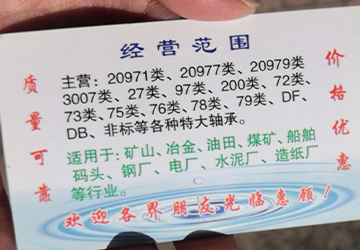 经营范围
质量可靠
主营：20971类、20977类、20979类
3007类、27类、97类、200类、72类、
73类、75类、76类、78类、79类、DF、
DB、非标等各种特大轴承。
适用于：矿山、冶金、油田、煤矿、船舶
码头、钢厂、电厂、水泥厂、造纸厂
等行业。
价格优惠
欢迎各界朋友光临惠顾！